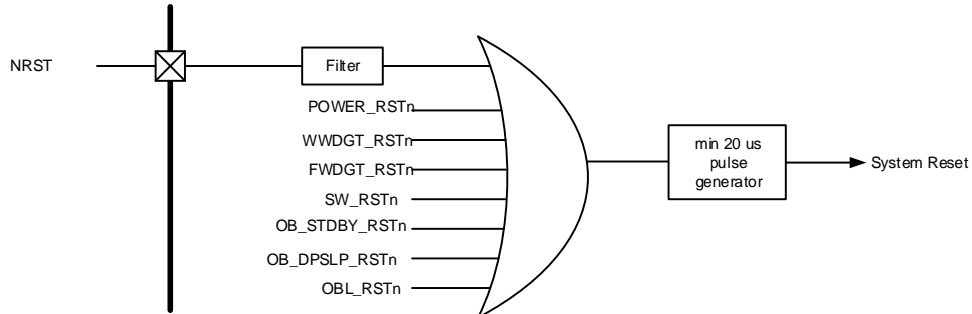 NRST
Filter
POWER_RSTn
WWDGT_RSTn
FWDGT_RSTn
SW_RSTn
OB_STDBY_RSTn
OB_DPSLP_RSTn
OBL_RSTn
min 20 us
pulse
generator
System Reset